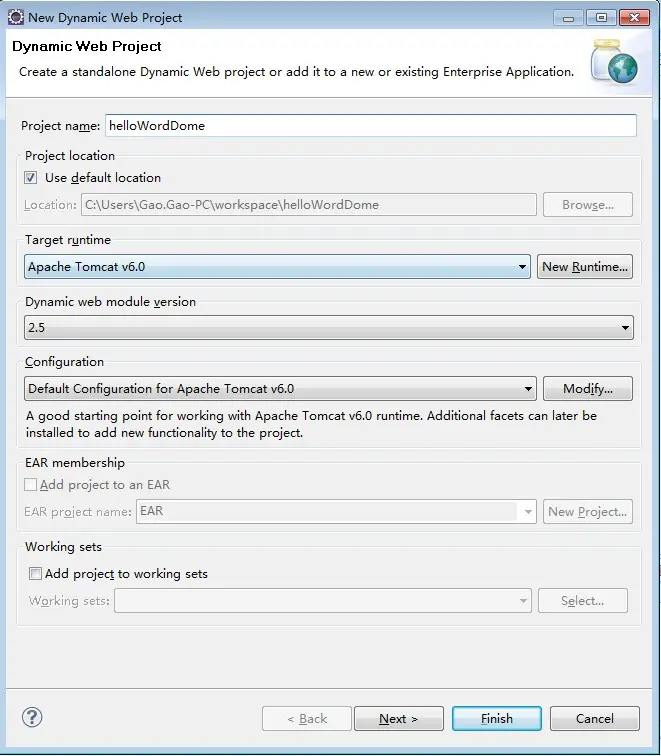 New Dynamic Web Project
Dynamic Web Project
Create a standalone Dynamic Web project or add it to a new or existing Enterprise Application.
Project name: helloWordDome
Project location
Use default location
Location: C:\Users\Gao.Gao-PC\workspace\helloWordDome Browse...
Target runtime
Apache Tomcat v6.0 New Runtime...
Dynamic web module version
2.5
Configuration
Default Configuration for Apache Tomcat v6.0 Modify...
A good starting point for working with Apache Tomcat v6.0 runtime. Additional facets can later be
installed to add new functionality to the project.
EAR membership
Add project to an EAR
EAR project name: EAR New Project...
Working sets
Add project to working sets
Working sets: Select...
? < Back Next > Finish Cancel